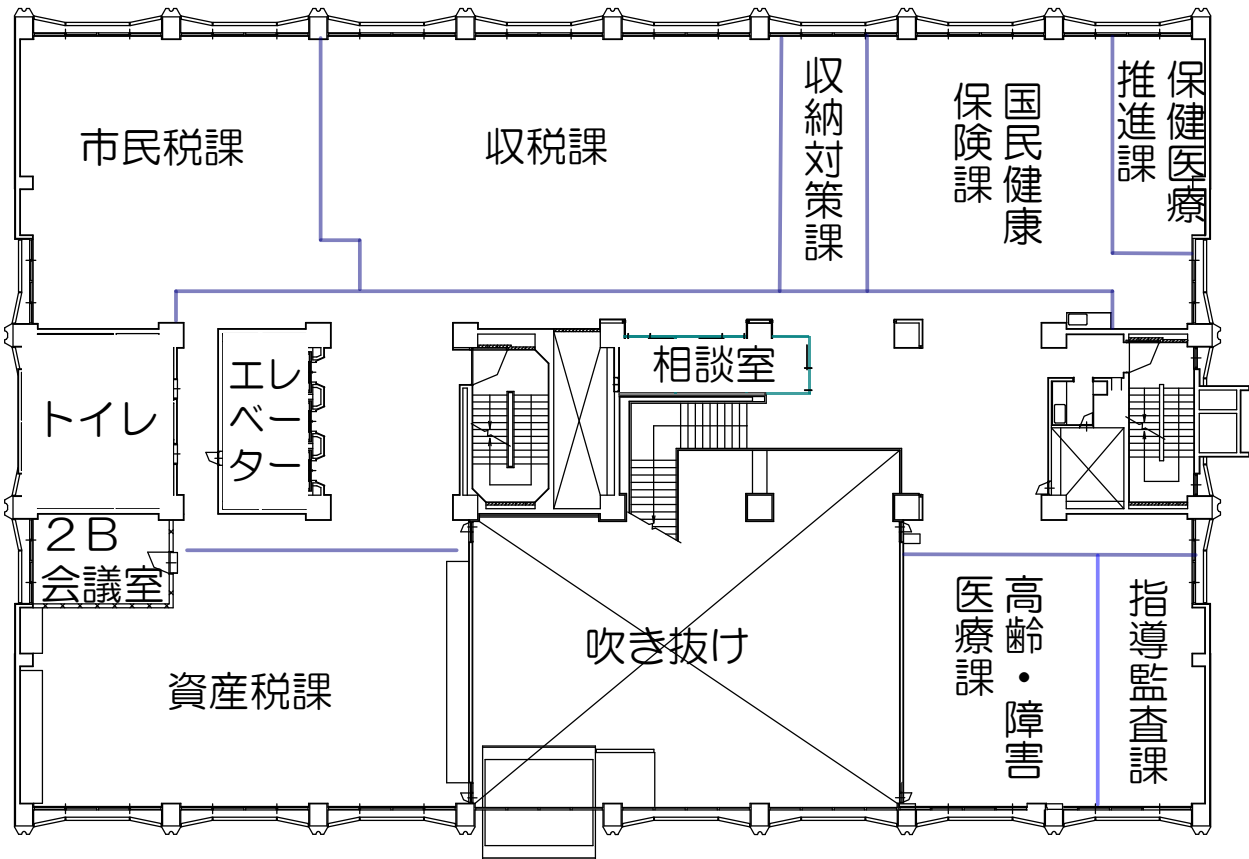 市民税課
収税課
収納対策課
国民健康
保険課
保健医療
推進課
トイレ
エレ
ベー
ター
相談室
２Ｂ
会議室
資産税課
吹き抜け
高齢・障害
医療課
指導監査課